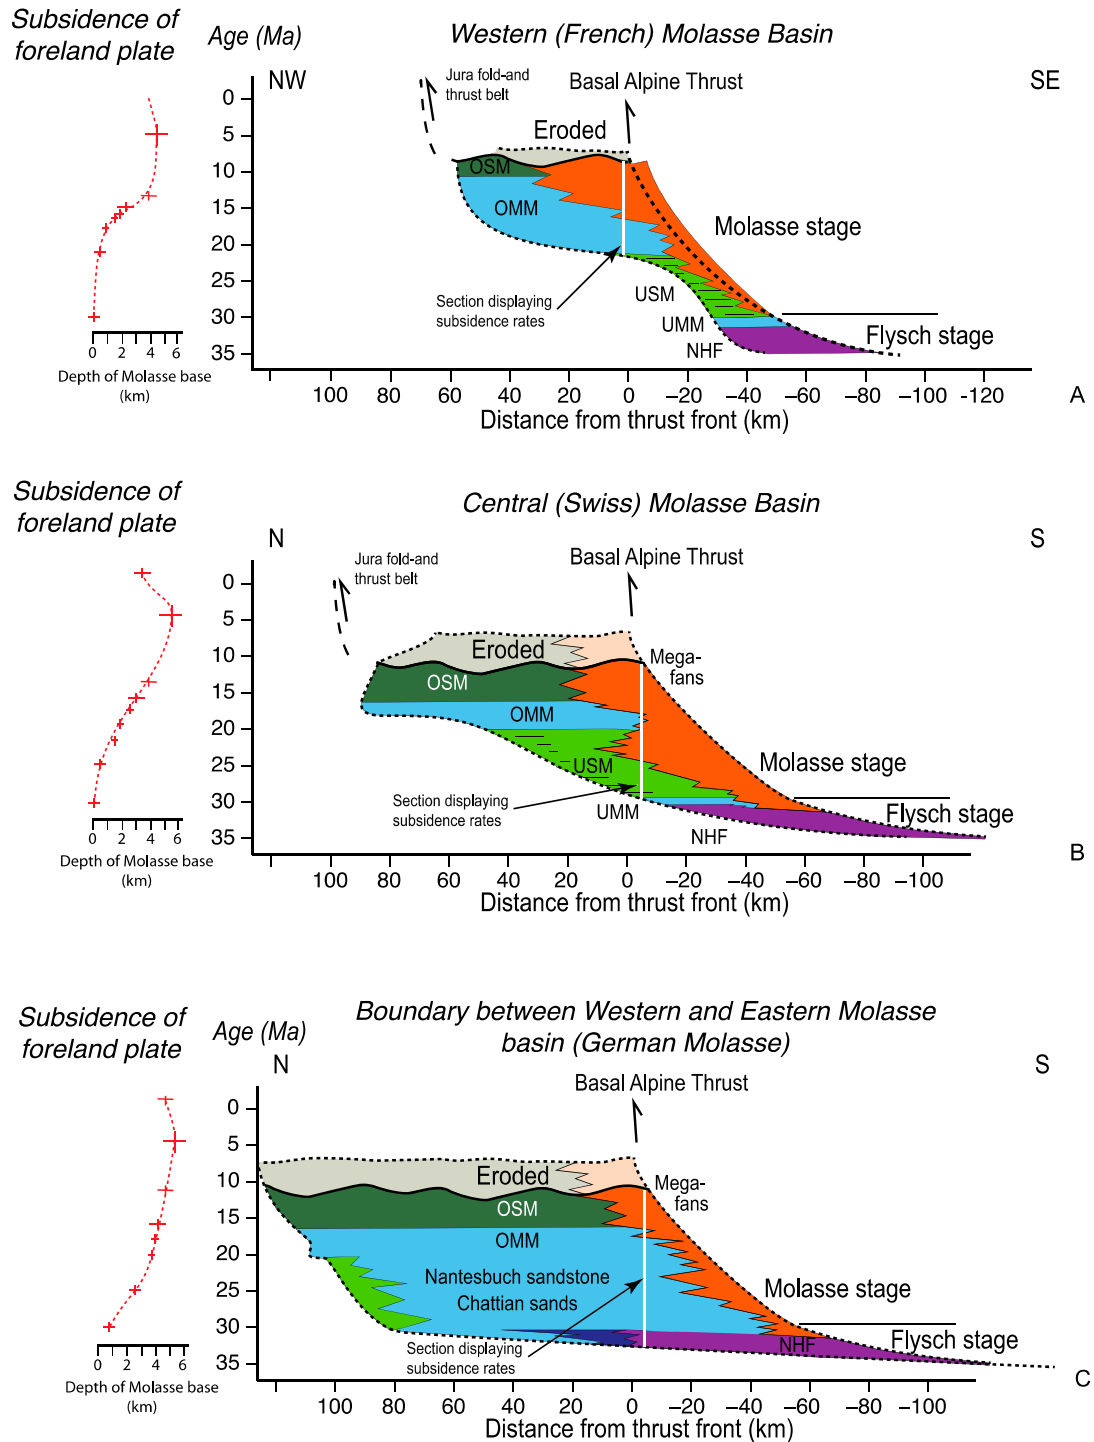 Subsidence of
foreland plate
Age (Ma)
Western (French) Molasse Basin
NW
Jura fold-and
thrust belt
Basal Alpine Thrust
SE
Eroded
0
5
10
15
20
25
30
35
OSM
OMM
Molasse stage
USM
Section displaying
subsidence rates
UMM
Flysch stage
NHF
0 2 4 6
Depth of Molasse base
(km)
100 80 60 40 20 0 –20 –40 –60 –80 –100 -120
Distance from thrust front (km)
A
Subsidence of
foreland plate
Central (Swiss) Molasse Basin
N
Jura fold-and
thrust belt
Basal Alpine Thrust
S
0
5
10
15
20
25
30
35
Eroded
Mega-
fans
OSM
OMM
USM
Molasse stage
Section displaying
subsidence rates
UMM
Flysch stage
NHF
0 2 4 6
Depth of Molasse base
(km)
100 80 60 40 20 0 –20 –40 –60 –80 –100
Distance from thrust front (km)
B
Subsidence of
foreland plate
Age (Ma)
Boundary between Western and Eastern Molasse
basin (German Molasse)
N
Basal Alpine Thrust
S
0
5
10
15
20
25
30
35
Eroded
Mega-
fans
OSM
OMM
Nantesbuch sandstone
Chattian sands
Molasse stage
Section displaying
subsidence rates
NHF
Flysch stage
0 2 4 6
Depth of Molasse base
(km)
100 80 60 40 20 0 –20 –40 –60 –80 –100
Distance from thrust front (km)
C